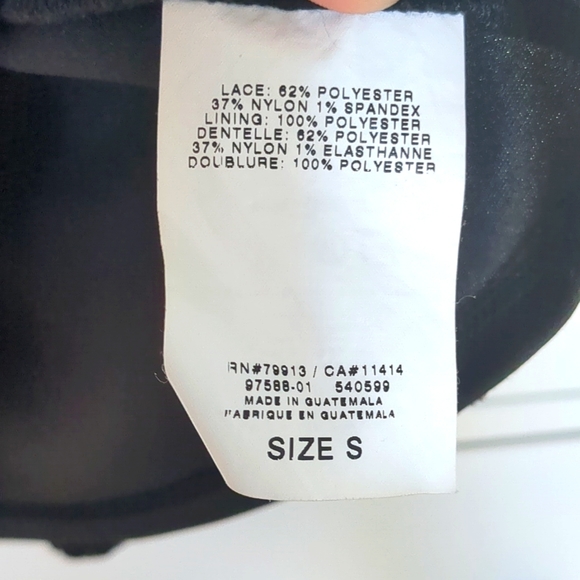 LACE: 62% POLYESTER
37% NYLON 1% SPANDEX
LINING: 100% POLYESTER
DENTELLE: 62% POLYESTER
37% NYLON 1% ELASTHANNE
DOUBLURE: 100% POLYESTER
RN#79913 / CA#11414
97588-01 540599
MADE IN GUATEMALA
FABRIQUE EN GUATEMALA
SIZE S